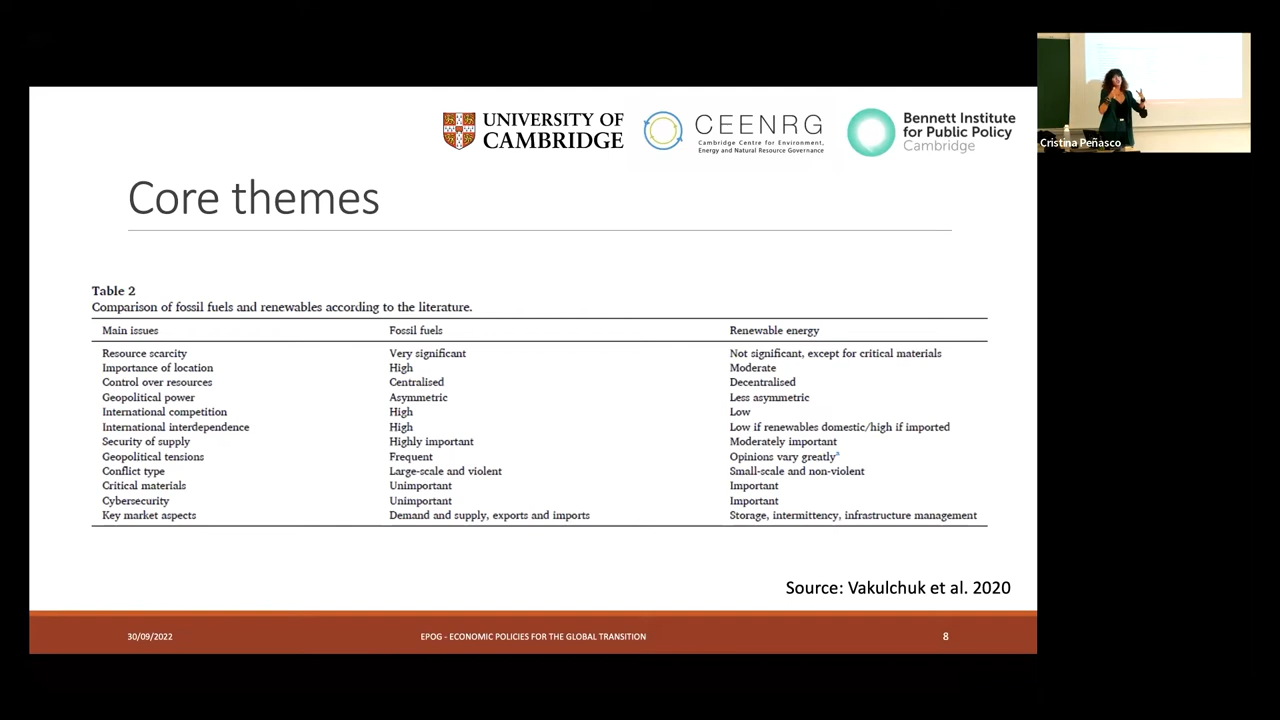 UNIVERSITY OF
CAMBRIDGE
CEENRG
Cambridge Centre for Environment,
Energy and Natural Resource Governance
Bennett Institute
for Public Policy
Cambridge
Cristina Peñasco
Core themes
Table 2
Comparison of fossil fuels and renewables according to the literature.
Main issues Fossil fuels Renewable energy
Resource scarcity Very significant Not significant, except for critical materials
Importance of location High Moderate
Control over resources Centralised Decentralised
Geopolitical power Asymmetric Less asymmetric
International competition High Low
International interdependence High Low if renewables domestic/high if imported
Security of supply Highly important Moderately important
Geopolitical tensions Frequent Opinions vary greatlyᵃ
Conflict type Large-scale and violent Small-scale and non-violent
Critical materials Unimportant Important
Cybersecurity Unimportant Important
Key market aspects Demand and supply, exports and imports Storage, intermittency, infrastructure management
Source: Vakulchuk et al. 2020
30/09/2022 EPOG - ECONOMIC POLICIES FOR THE GLOBAL TRANSITION 8